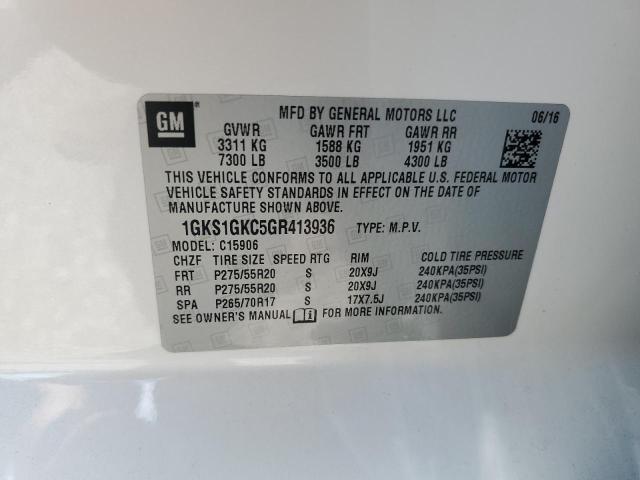 GM
MFD BY GENERAL MOTORS LLC 06/16
GVWR GAWR FRT GAWR RR
3311 KG 1588 KG 1951 KG
7300 LB 3500 LB 4300 LB
THIS VEHICLE CONFORMS TO ALL APPLICABLE U.S. FEDERAL MOTOR
VEHICLE SAFETY STANDARDS IN EFFECT ON THE DATE OF
MANUFACTURE SHOWN ABOVE.
1GKS1GKC5GR413936 TYPE: M.P.V.
MODEL: C15906
CHZF TIRE SIZE SPEED RTG RIM COLD TIRE PRESSURE
FRT P275/55R20 S 20X9J 240KPA(35PSI)
RR P275/55R20 S 20X9J 240KPA(35PSI)
SPA P265/70R17 S 17X7.5J 240KPA(35PSI)
SEE OWNER'S MANUAL FOR MORE INFORMATION.